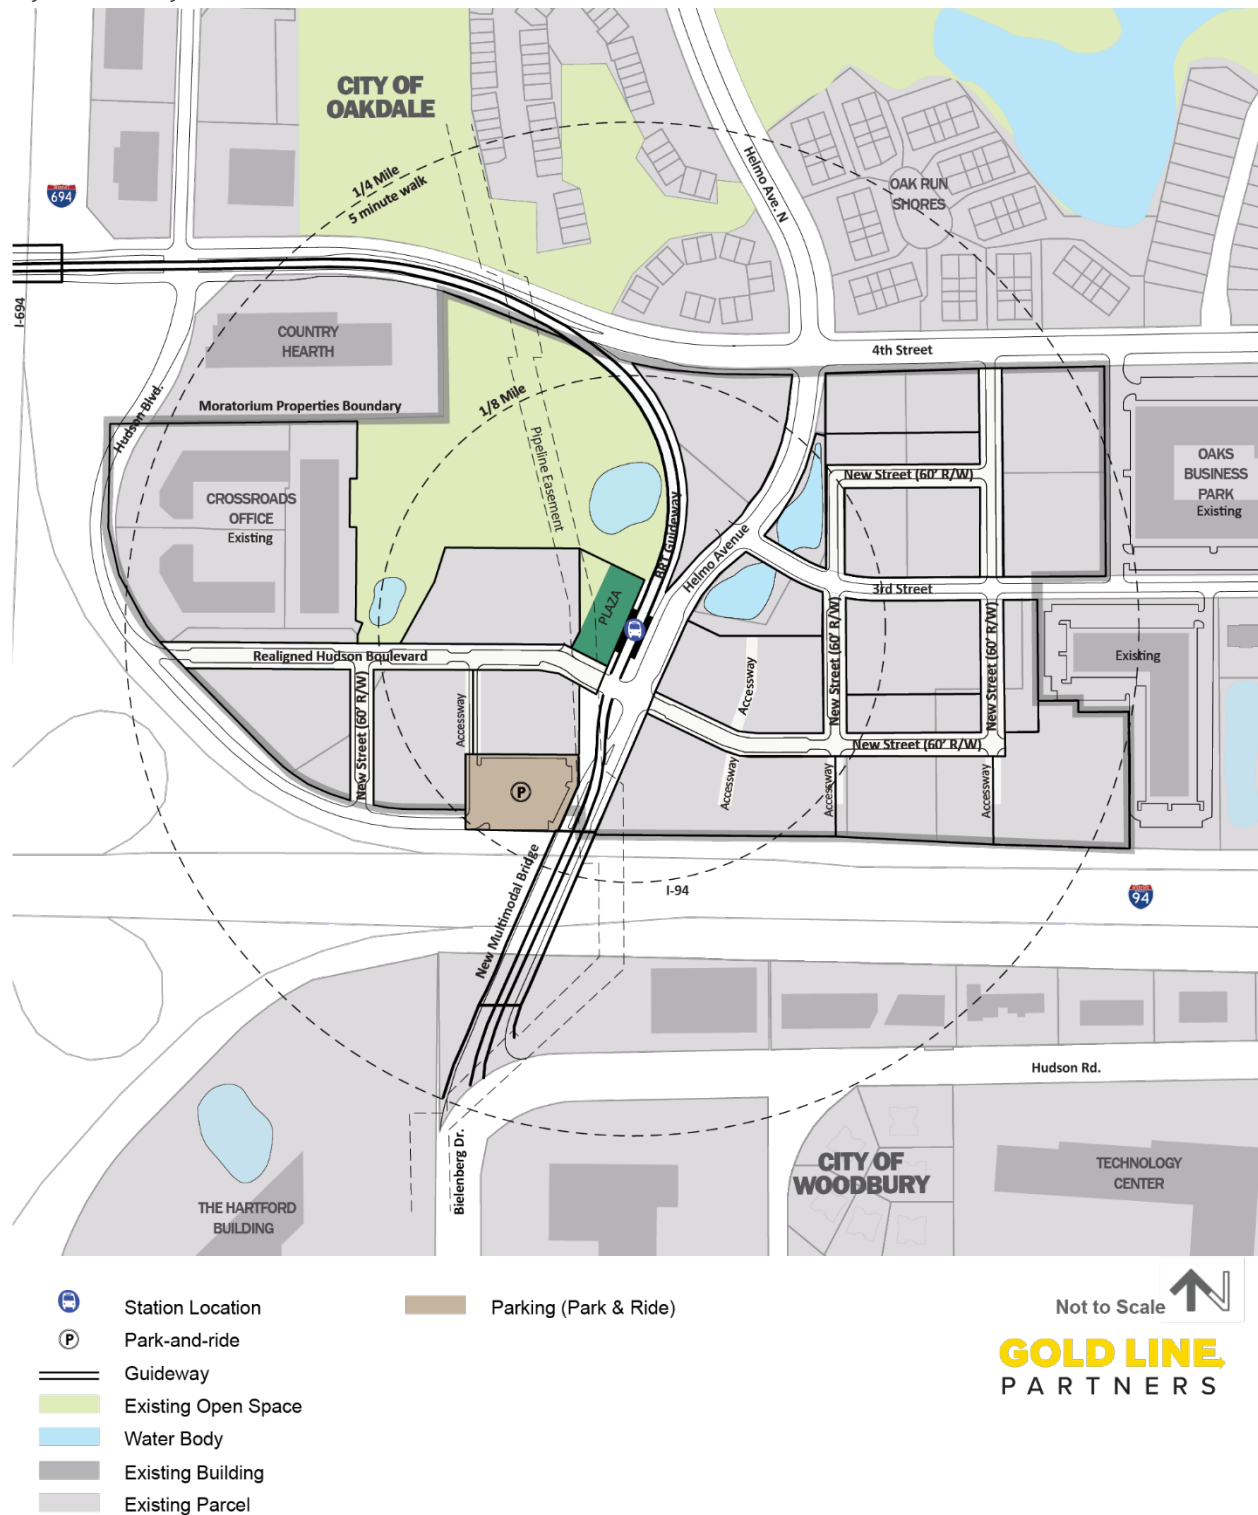 CITY OF
OAKDALE
1/4 Mile
5 minute walk
Helmo Ave. N
OAK RUN
SHORES
694
I-694
COUNTRY
HEARTH
4th Street
1/8 Mile
Moratorium Properties Boundary
Hudson Blvd.
Pipeline Easement
New Street (60' R/W)
OAKS
BUSINESS
PARK
Existing
CROSSROADS
OFFICE
Existing
BRT Guideway
Helmo Avenue
3rd Street
PLAZA
New Street (60' R/W)
New Street (60' R/W)
Existing
Realigned Hudson Boulevard
New Street (60' R/W)
Accessway
Accessway
New Street (60' R/W)
Accessway
Accessway
Accessway
P
New Multimodal Bridge
I-94
94
Hudson Rd.
Bielenberg Dr.
CITY OF
WOODBURY
TECHNOLOGY
CENTER
THE HARTFORD
BUILDING
Station Location
Parking (Park & Ride)
Not to Scale
N
P
Park-and-ride
Guideway
GOLD LINE
PARTNERS
Existing Open Space
Water Body
Existing Building
Existing Parcel